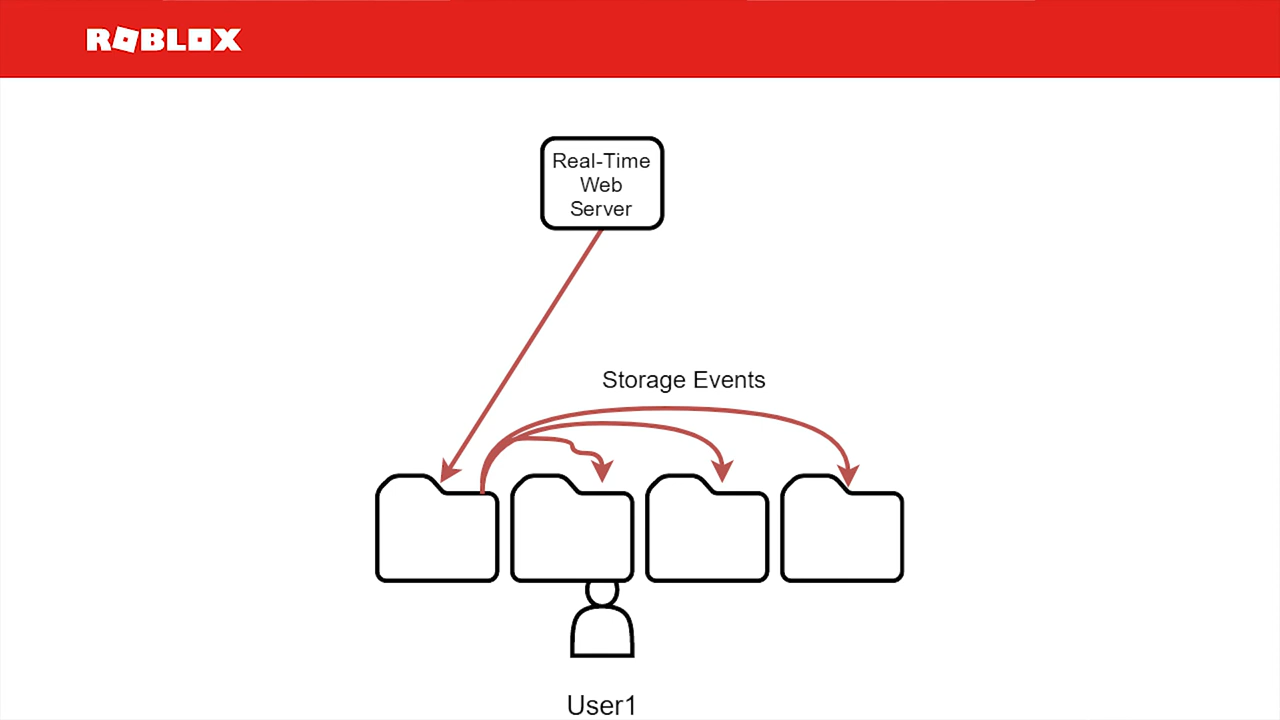 ROBLOX
Real-Time
Web
Server
Storage Events
User1